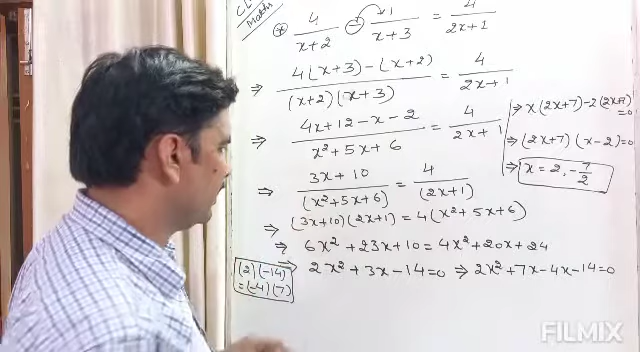 CL
Maths
* 4/(x+2) − 1/(x+3) = 4/(2x+1)
⇒ (4(x+3)-(x+2))/((x+2)(x+3)) = 4/(2x+1)
⇒ (4x+12-x-2)/(x²+5x+6) = 4/(2x+1)
⇒ (3x+10)/((x²+5x+6)) = 4/((2x+1))
⇒ (3x+10)(2x+1) = 4(x²+5x+6)
⇒ 6x²+23x+10 = 4x²+20x+24
⇒ 2x²+3x-14=0 ⇒ 2x²+7x-4x-14=0
(2)(-14)
=(-4)(7)
⇒ x(2x+7)-2(2x+7)
=0
⇒ (2x+7)(x-2)=0
⇒ x = 2, -7/2
FILMIX